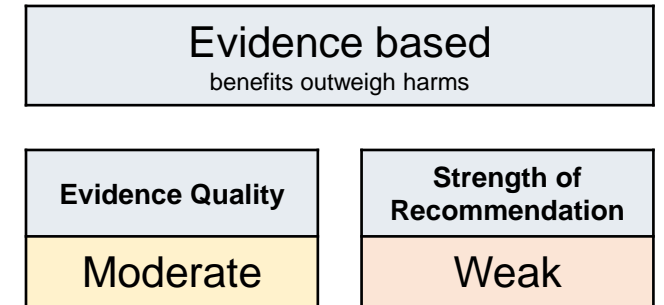 Evidence based
benefits outweigh harms
Evidence Quality
Strength of
Recommendation
Moderate
Weak